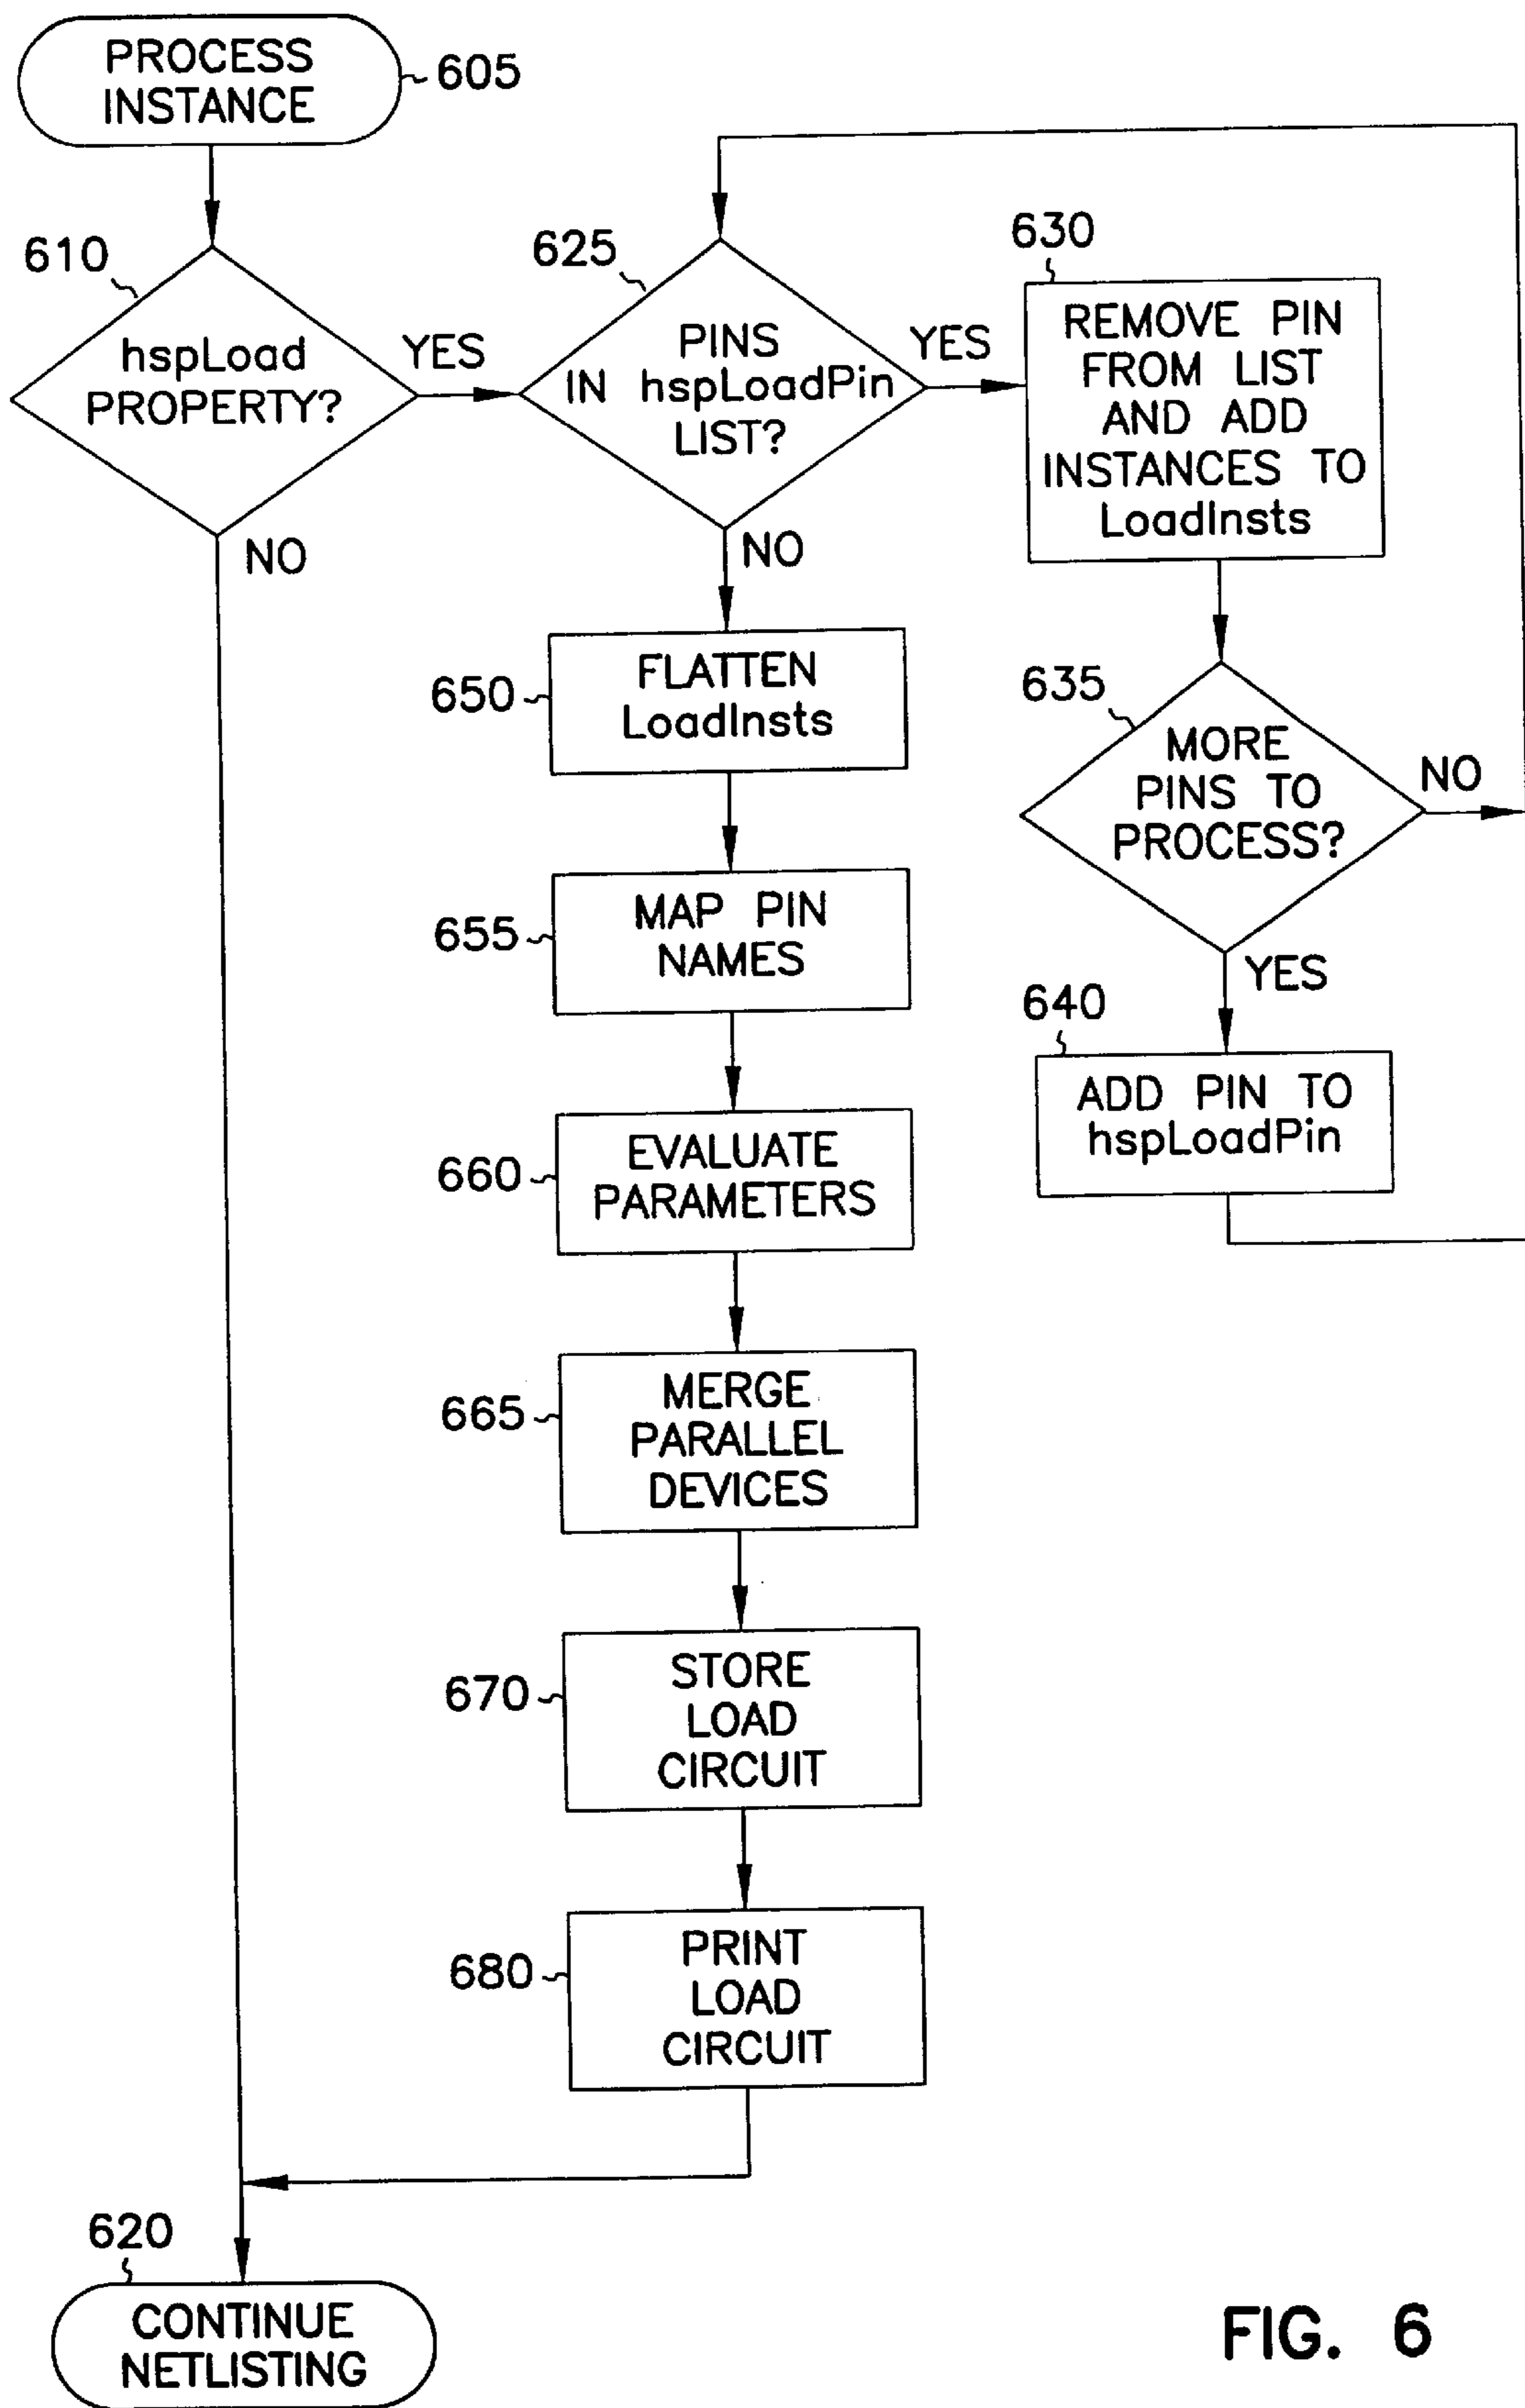 PROCESS
INSTANCE
605
610
hspLoad
PROPERTY?
YES
NO
625
PINS
IN hspLoadPin
LIST?
YES
NO
630
REMOVE PIN
FROM LIST
AND ADD
INSTANCES TO
LoadInsts
635
MORE
PINS TO
PROCESS?
NO
YES
640
ADD PIN TO
hspLoadPin
650
FLATTEN
LoadInsts
655
MAP PIN
NAMES
660
EVALUATE
PARAMETERS
665
MERGE
PARALLEL
DEVICES
670
STORE
LOAD
CIRCUIT
680
PRINT
LOAD
CIRCUIT
620
CONTINUE
NETLISTING
FIG. 6